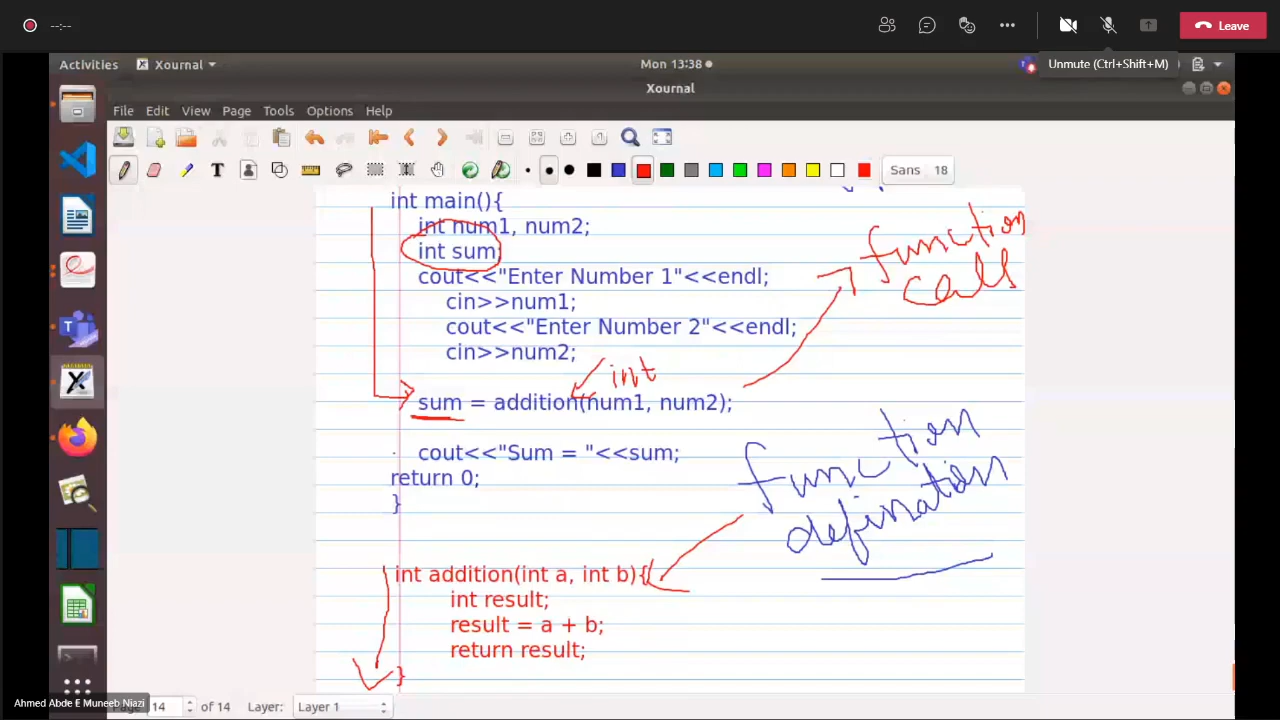 --:--
Leave
Activities
Xournal
Mon 13:38
Unmute (Ctrl+Shift+M)
Xournal
File Edit View Page Tools Options Help
Sans 18
int main(){
int num1, num2;
int sum;
cout<<"Enter Number 1"<<endl;
cin>>num1;
cout<<"Enter Number 2"<<endl;
cin>>num2;
function
call
int
sum = addition(num1, num2);
cout<<"Sum = "<<sum;
return 0;
}
function
defination
int addition(int a, int b){
int result;
result = a + b;
return result;
}
Ahmed Abde E Muneeb Niazi
14 of 14 Layer: Layer 1